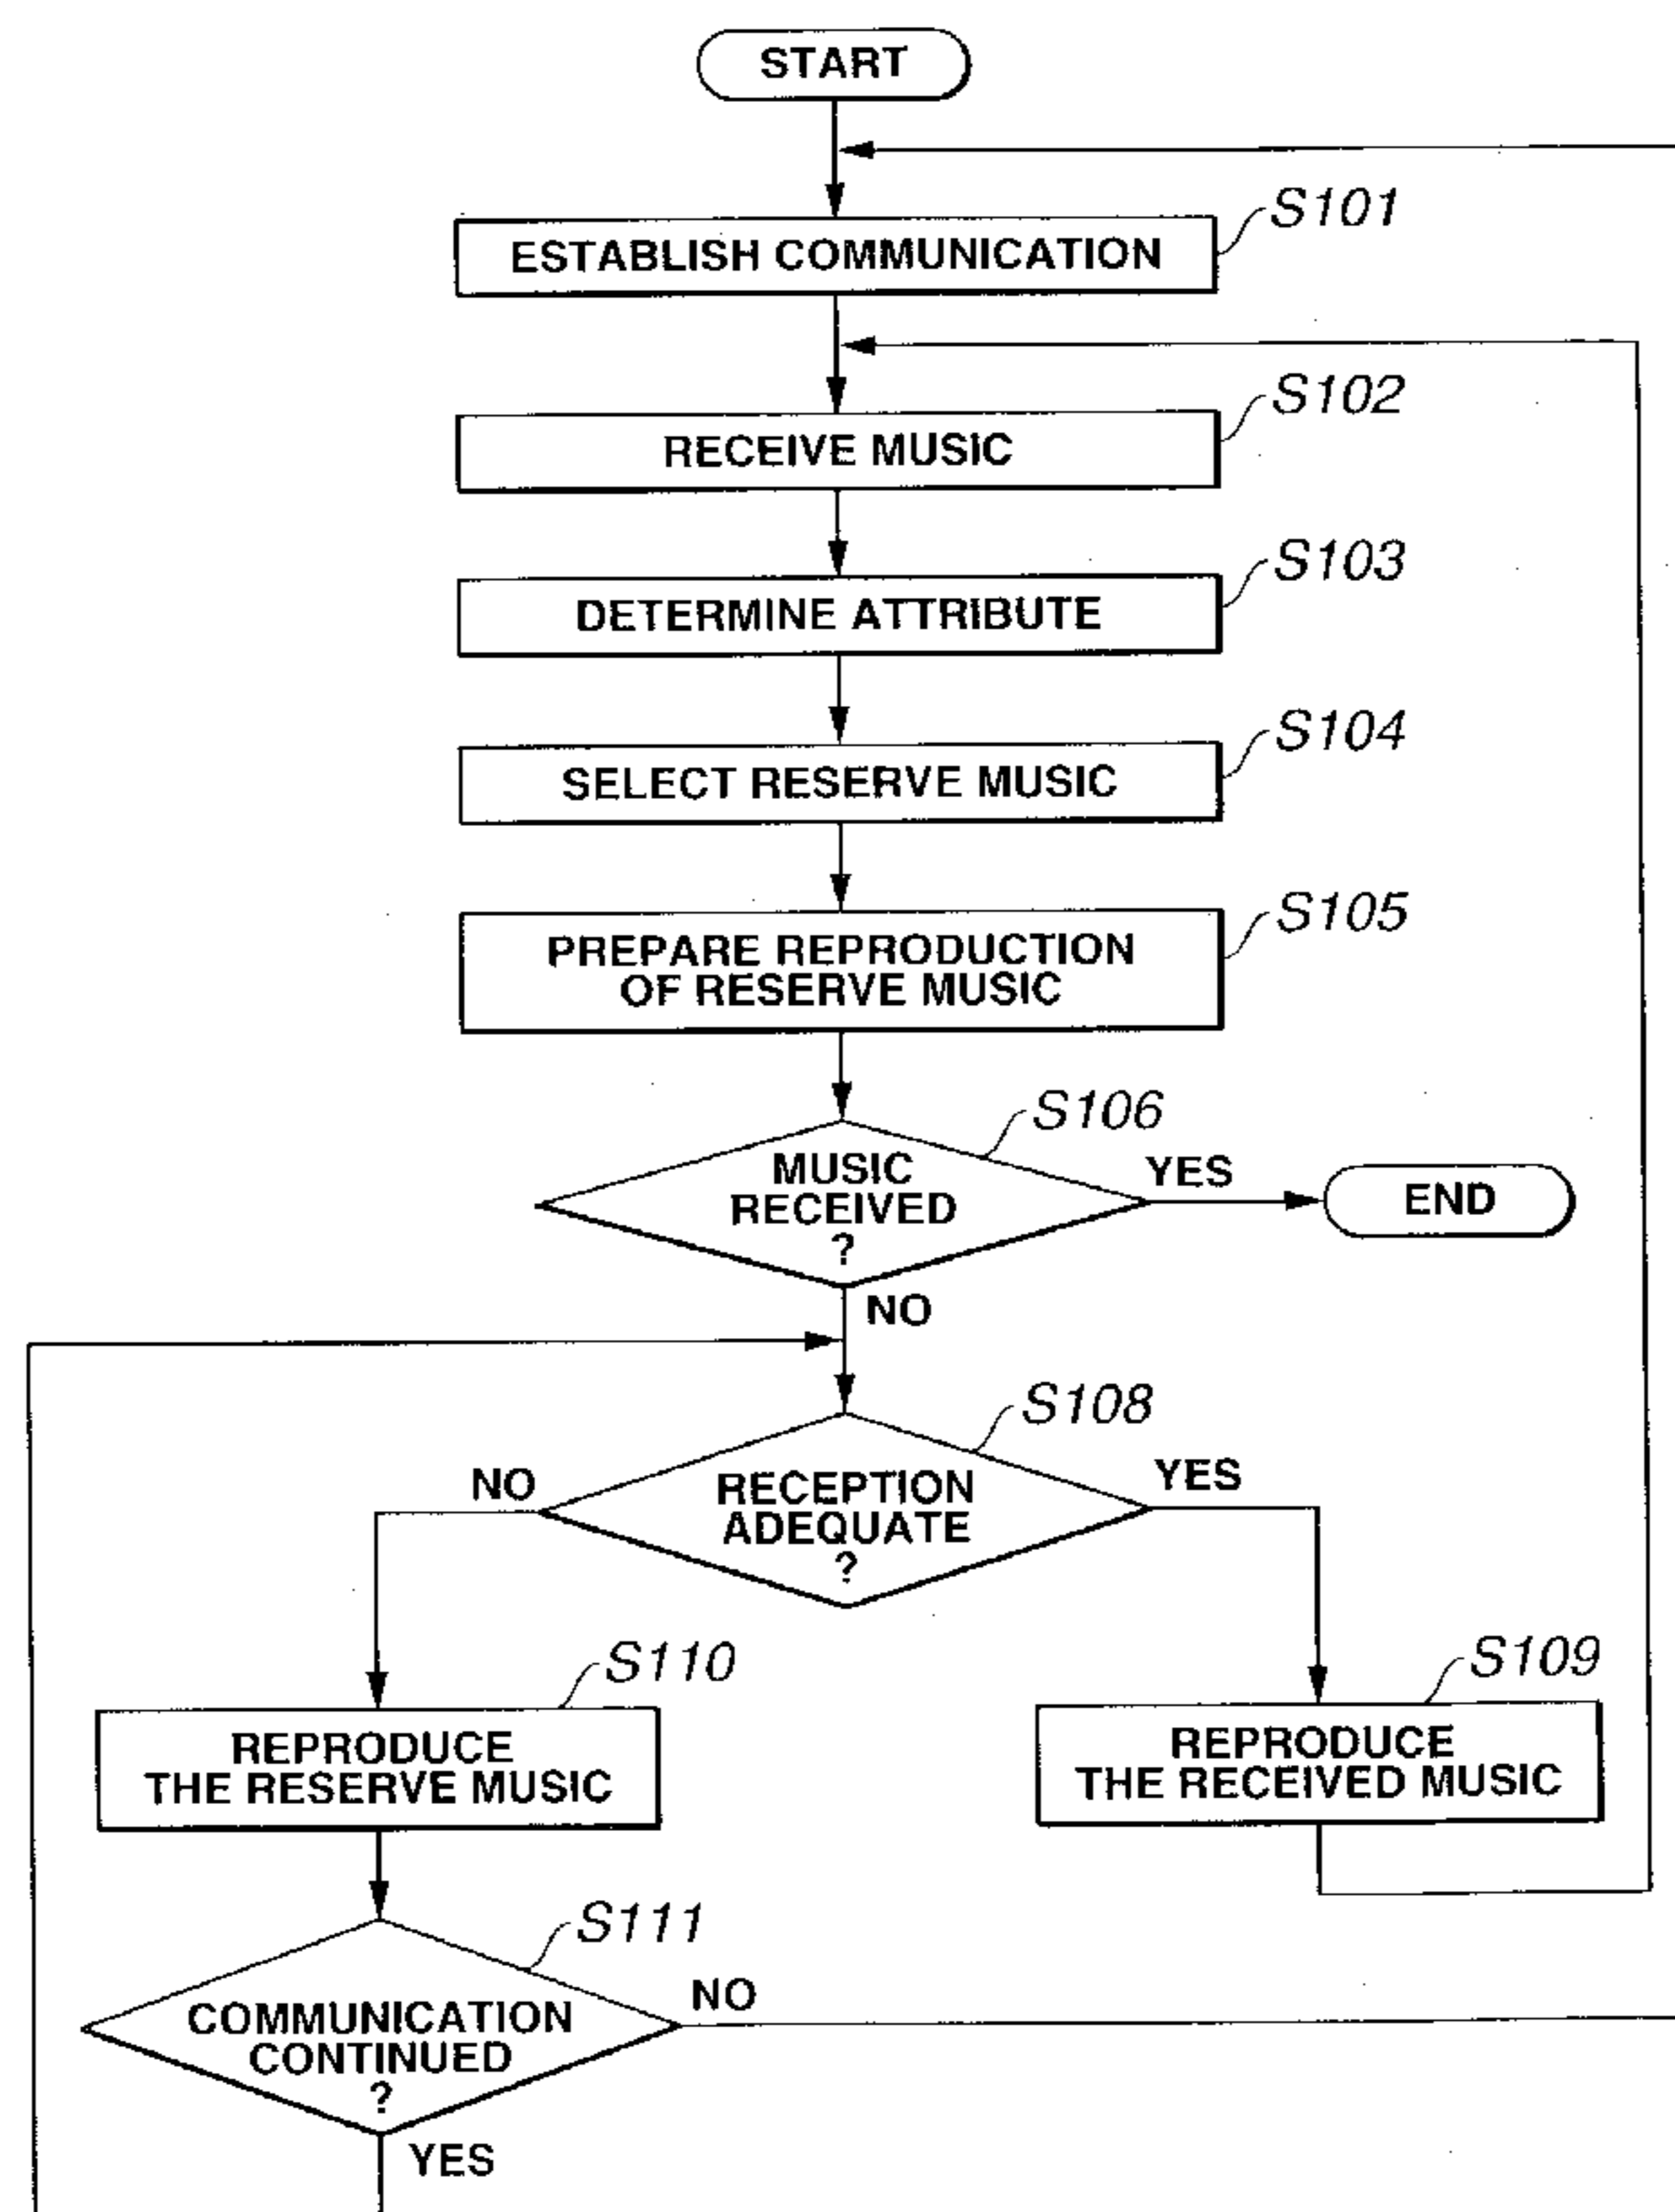 START
S101
ESTABLISH COMMUNICATION
S102
RECEIVE MUSIC
S103
DETERMINE ATTRIBUTE
S104
SELECT RESERVE MUSIC
S105
PREPARE REPRODUCTION
OF RESERVE MUSIC
S106
MUSIC
RECEIVED
?
YES
END
NO
S108
RECEPTION
ADEQUATE
?
NO
YES
S110
REPRODUCE
THE RESERVE MUSIC
S109
REPRODUCE
THE RECEIVED MUSIC
S111
COMMUNICATION
CONTINUED
?
NO
YES